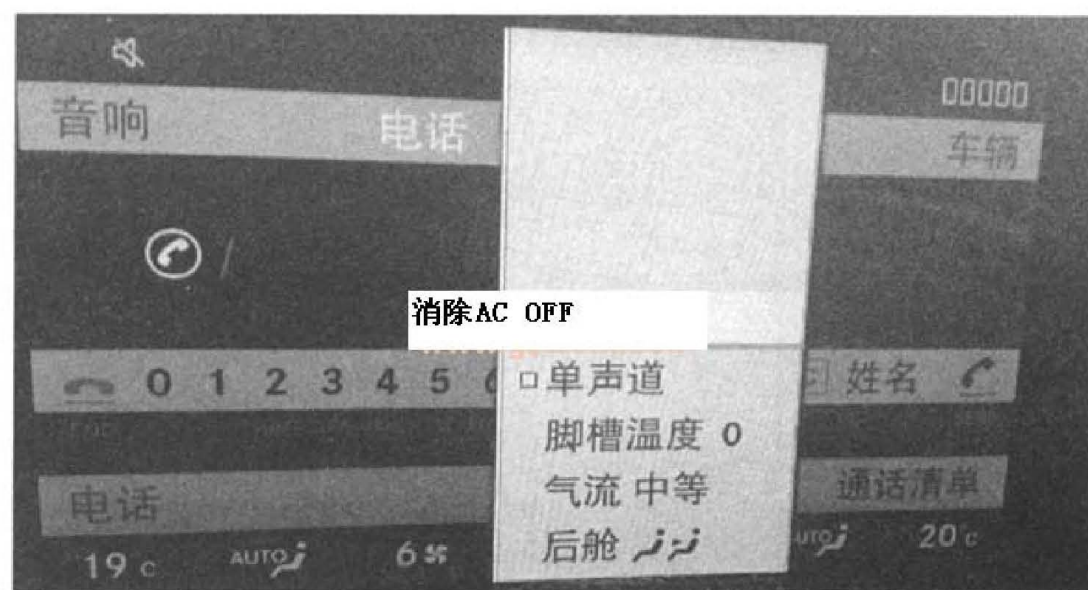 音响 电话 车辆
消除AC OFF
0 1 2 3 4 5 6 姓名
□单声道
脚槽温度 0
气流 中等
电话 通话清单
后舱
19 c AUTO 6 AUTO 20 c